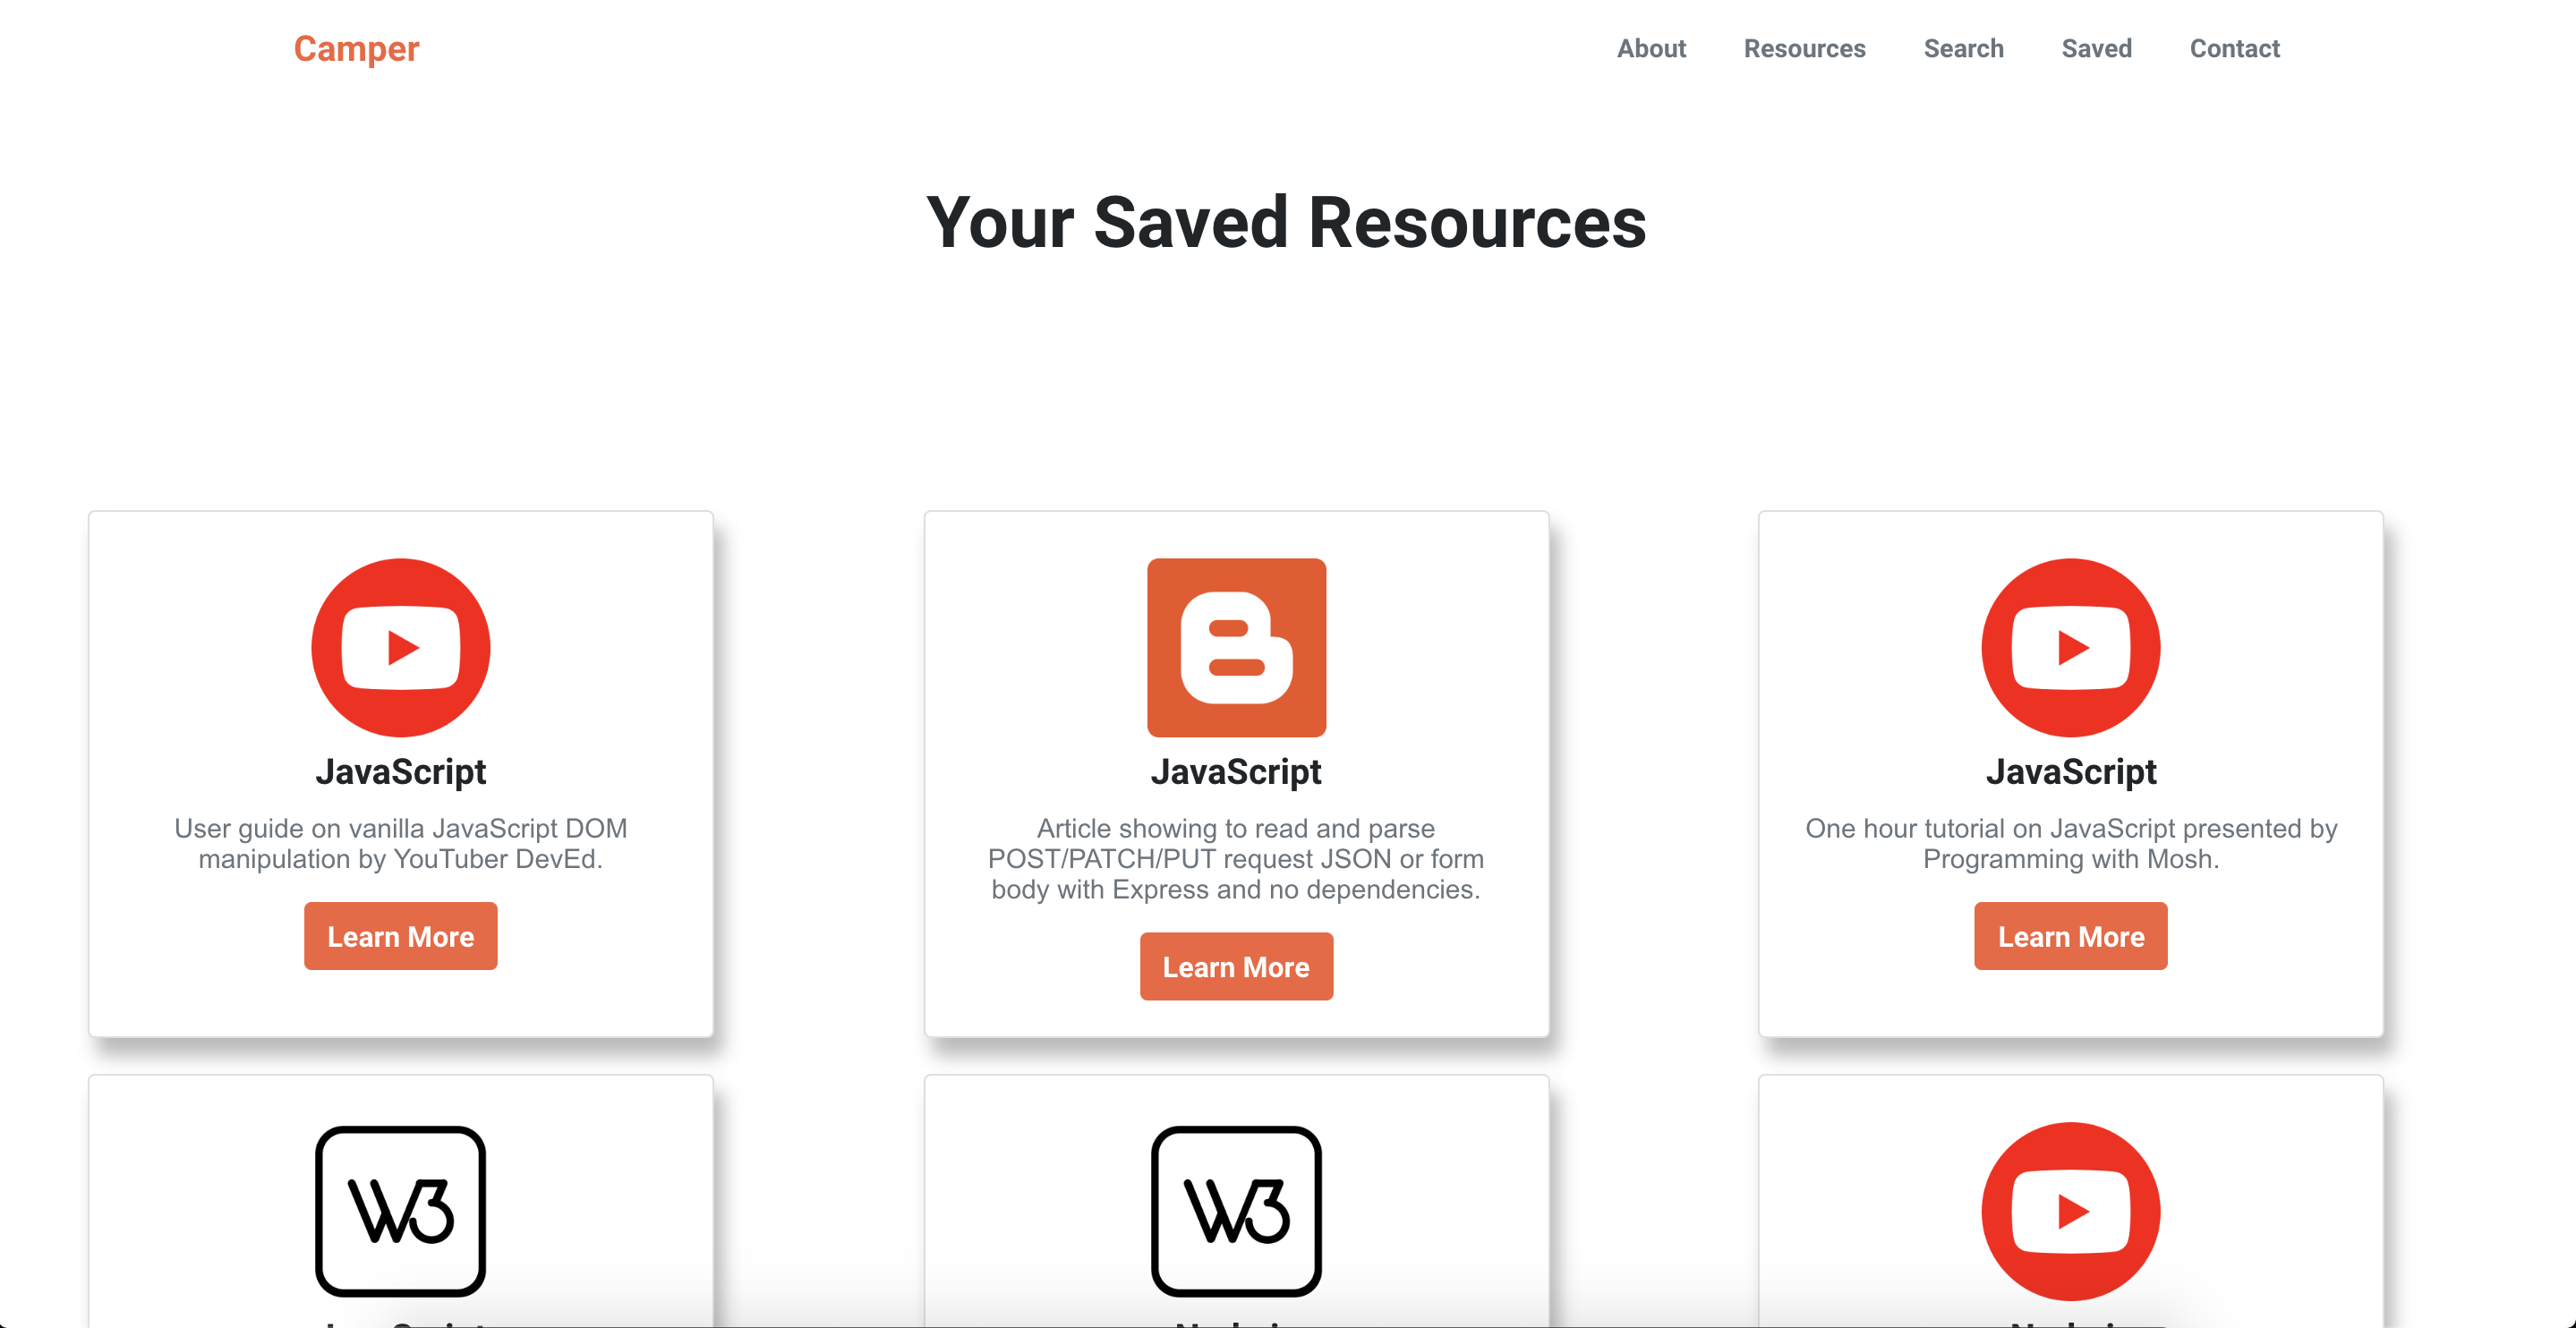 Camper
About Resources Search Saved Contact
Your Saved Resources
JavaScript
User guide on vanilla JavaScript DOM
manipulation by YouTuber DevEd.
Learn More
JavaScript
Article showing to read and parse
POST/PATCH/PUT request JSON or form
body with Express and no dependencies.
Learn More
JavaScript
One hour tutorial on JavaScript presented by
Programming with Mosh.
Learn More
W3
W3